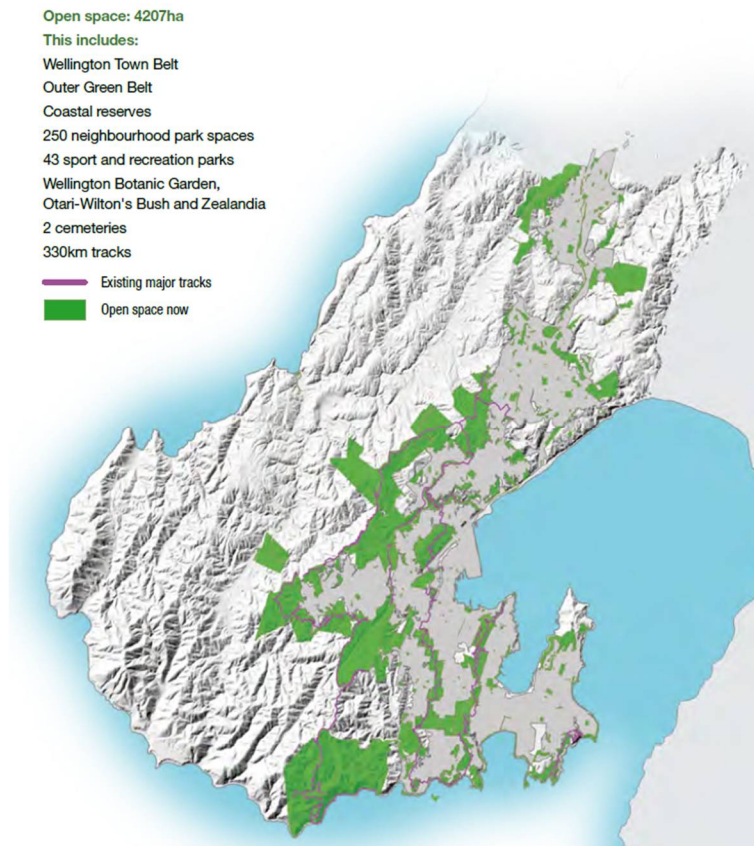 Open space: 4207ha
This includes:
Wellington Town Belt
Outer Green Belt
Coastal reserves
250 neighbourhood park spaces
43 sport and recreation parks
Wellington Botanic Garden,
Otari-Wilton's Bush and Zealandia
2 cemeteries
330km tracks
Existing major tracks
Open space now